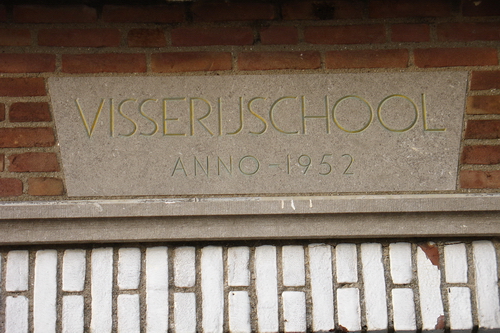 VISSERIJSCHOOL
ANNO - 1952